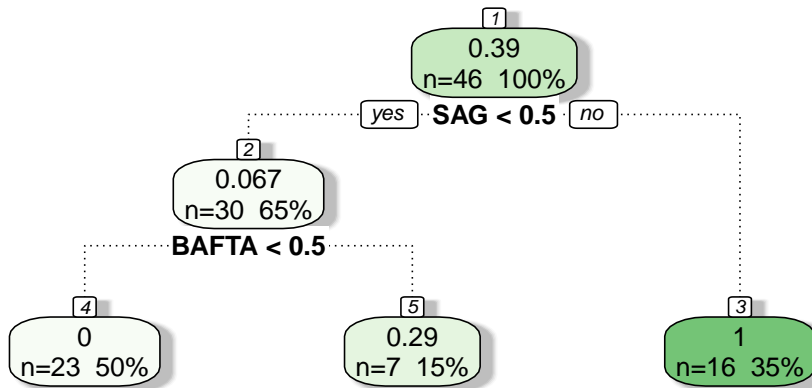 1
0.39
n=46 100%
yes SAG < 0.5 no
2
0.067
n=30 65%
BAFTA < 0.5
4
0
n=23 50%
5
0.29
n=7 15%
3
1
n=16 35%